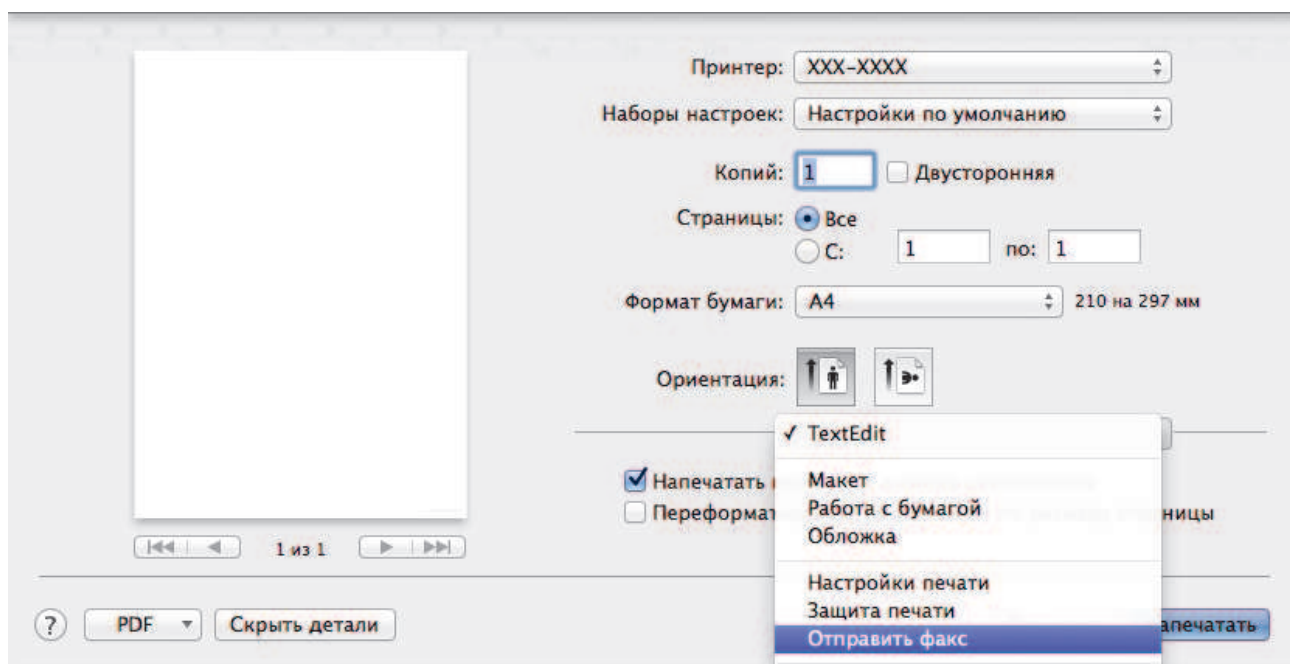 Принтер: XXX-XXXX
Наборы настроек: Настройки по умолчанию
Копий: 1 Двусторонняя
Страницы: Все
С: 1 по: 1
Формат бумаги: A4 210 на 297 мм
Ориентация:
TextEdit
Напечатать
Макет
Переформат
Работа с бумагой
ницы
Обложка
1 из 1
Настройки печати
Защита печати
? PDF Скрыть детали
Отправить факс
апечатать